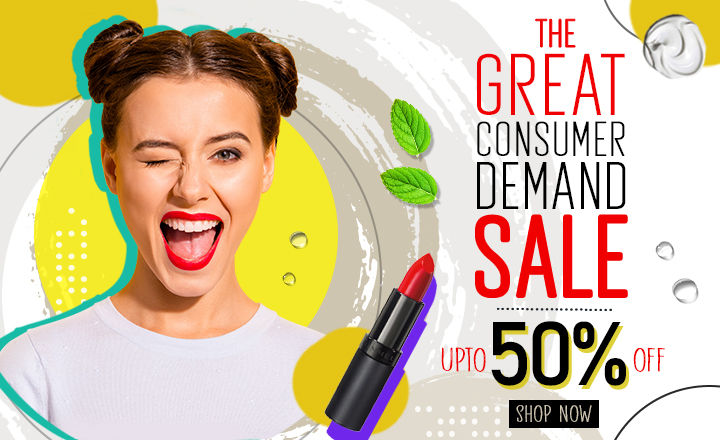 THE
GREAT
CONSUMER
DEMAND
SALE
UPTO 50% OFF
SHOP NOW